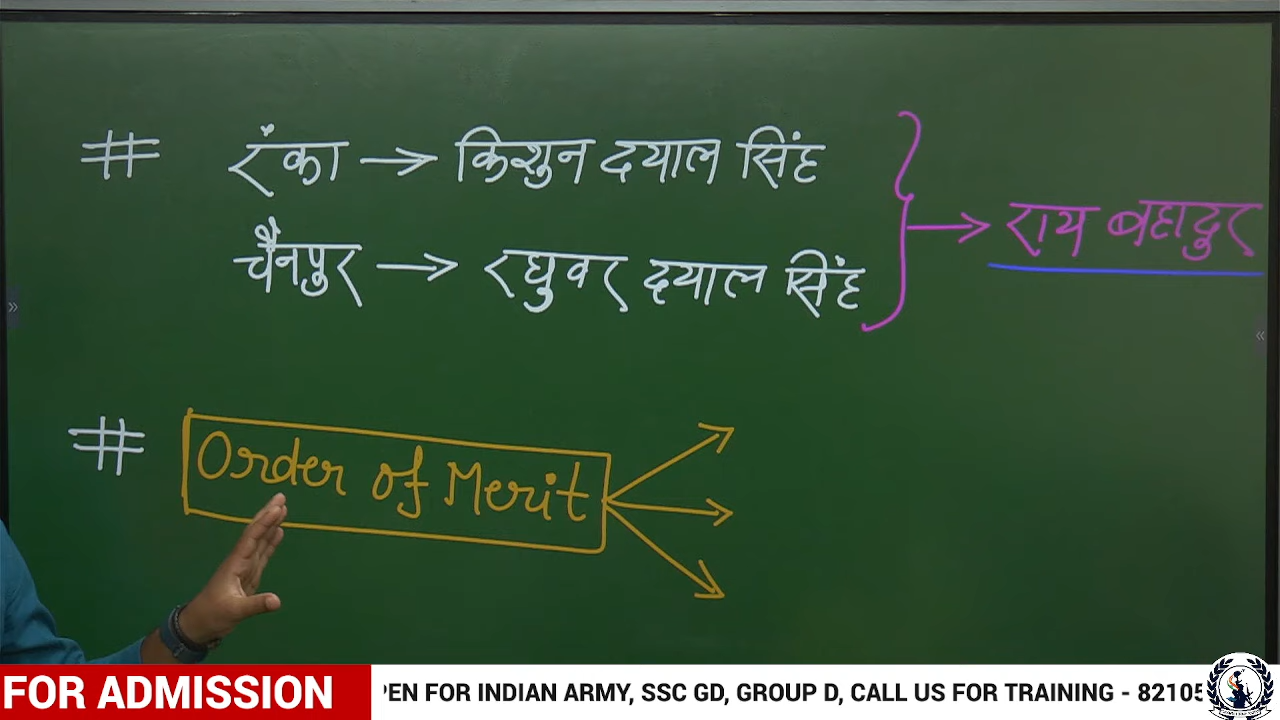 # रंका → किशुन दयाल सिंह
चैनपुर → रघुवर दयाल सिंह
→ राय बहादुर
# Order of Merit
FOR ADMISSION
PEN FOR INDIAN ARMY, SSC GD, GROUP D, CALL US FOR TRAINING - 82105